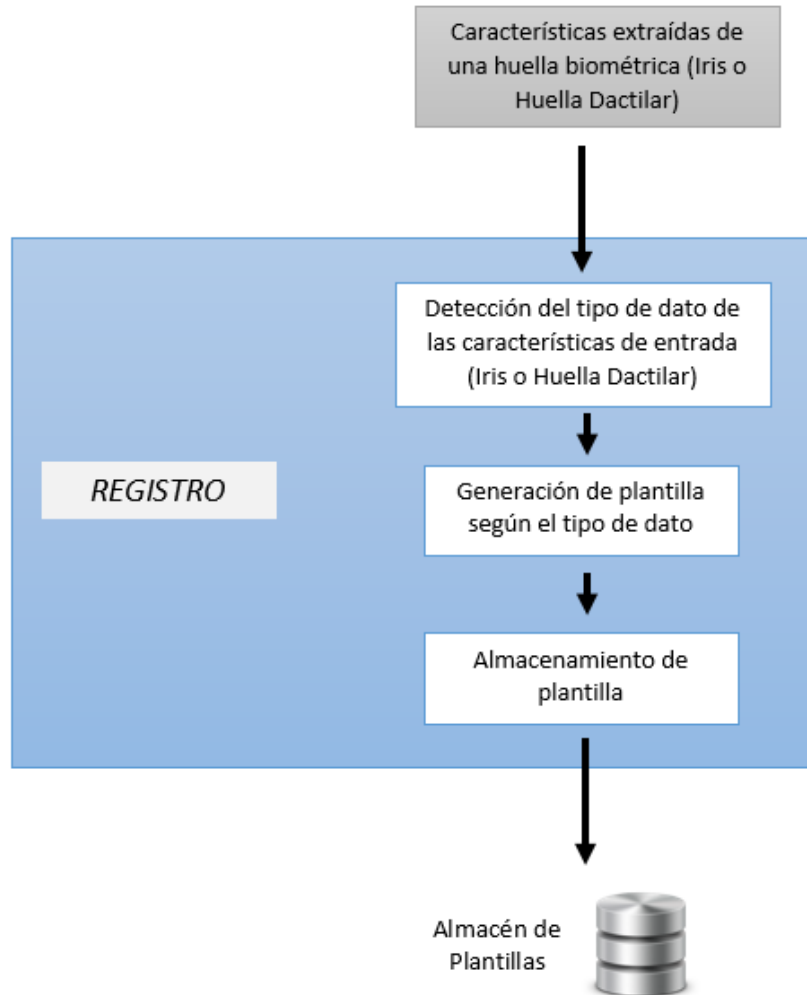 Características extraídas de
una huella biométrica (Iris o
Huella Dactilar)
Detección del tipo de dato de
las características de entrada
(Iris o Huella Dactilar)
REGISTRO
Generación de plantilla
según el tipo de dato
Almacenamiento de
plantilla
Almacén de
Plantillas